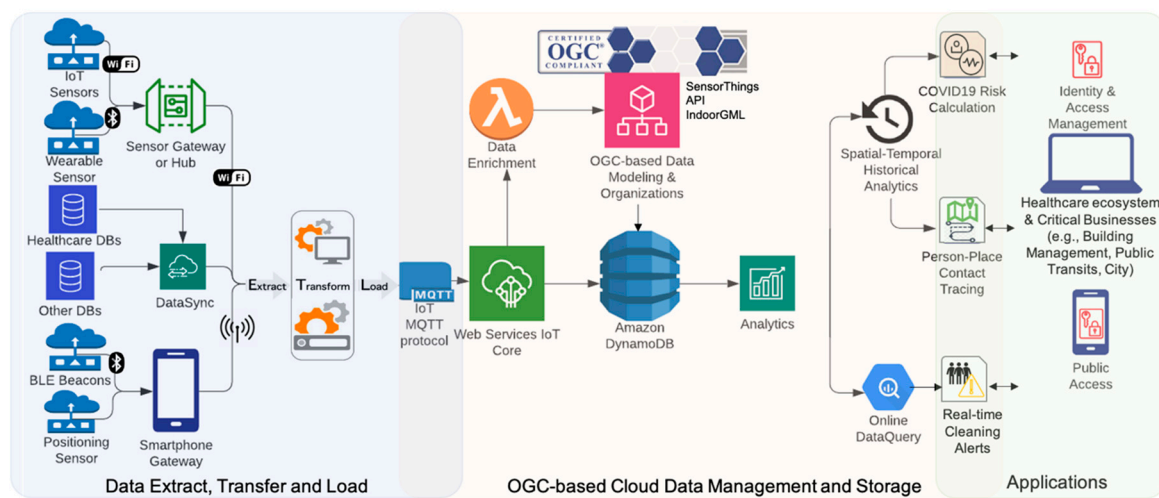 IoT
Sensors
Wi Fi
Wearable
Sensor
Sensor Gateway
or Hub
Wi Fi
Healthcare DBs
Other DBs
DataSync
BLE Beacons
Positioning
Sensor
Smartphone
Gateway
Extract
Transform
Load
MQTT
IoT
MQTT
protocol
Data Extract, Transfer and Load
CERTIFIED
OGC®
COMPLIANT
SensorThings
API
IndoorGML
λ
Data
Enrichment
OGC-based Data
Modeling &
Organizations
Web Services IoT
Core
Amazon
DynamoDB
Analytics
OGC-based Cloud Data Management and Storage
Spatial-Temporal
Historical
Analytics
Online
DataQuery
COVID19 Risk
Calculation
Person-Place
Contact
Tracing
Real-time
Cleaning
Alerts
Identity &
Access
Management
Healthcare ecosystem
& Critical Businesses
(e.g., Building
Management, Public
Transits, City)
Public
Access
Applications